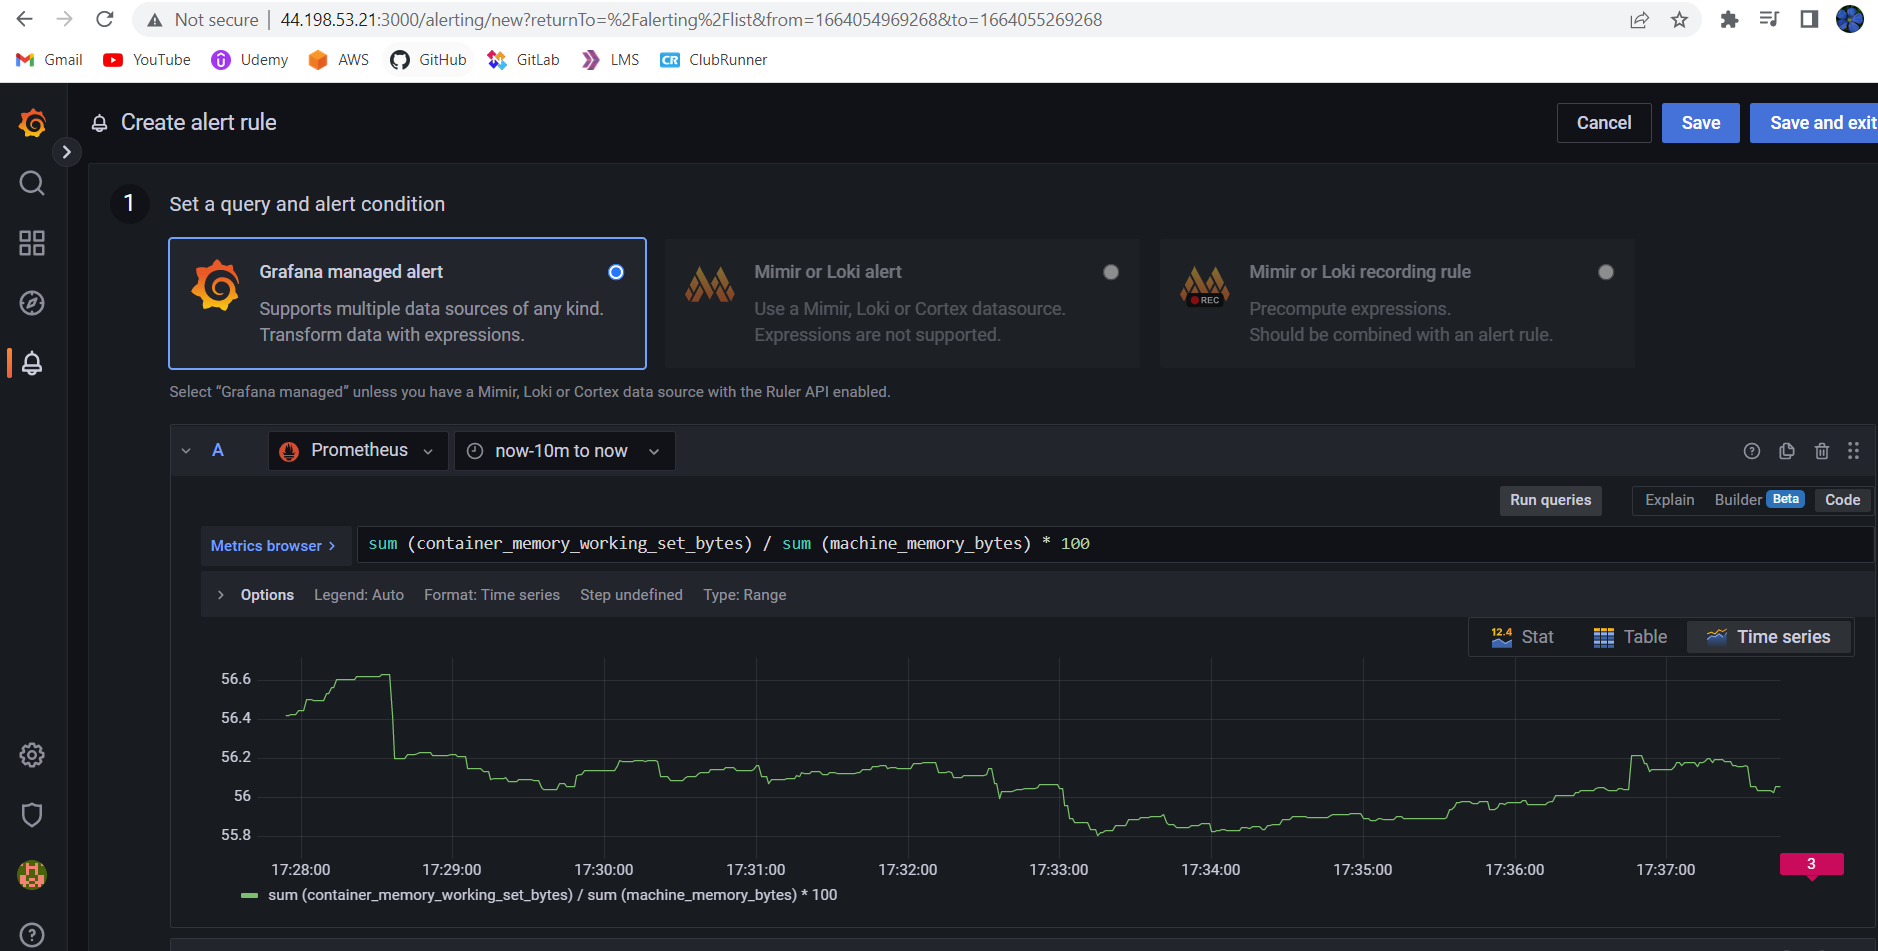 Not secure | 44.198.53.21:3000/alerting/new?returnTo=%2Falerting%2Flist&from=1664054969268&to=1664055269268
Gmail YouTube Udemy AWS GitHub GitLab LMS CR ClubRunner
Create alert rule Cancel Save Save and exit
1 Set a query and alert condition
Grafana managed alert
Supports multiple data sources of any kind.
Transform data with expressions.
Mimir or Loki alert
Use a Mimir, Loki or Cortex datasource.
Expressions are not supported.
REC
Mimir or Loki recording rule
Precompute expressions.
Should be combined with an alert rule.
Select “Grafana managed” unless you have a Mimir, Loki or Cortex data source with the Ruler API enabled.
A Prometheus now-10m to now
Run queries Explain Builder Beta Code
Metrics browser > sum (container_memory_working_set_bytes) / sum (machine_memory_bytes) * 100
> Options Legend: Auto Format: Time series Step undefined Type: Range
12.4 Stat Table Time series
56.6
56.4
56.2
56
55.8
17:28:00 17:29:00 17:30:00 17:31:00 17:32:00 17:33:00 17:34:00 17:35:00 17:36:00 17:37:00
3
sum (container_memory_working_set_bytes) / sum (machine_memory_bytes) * 100